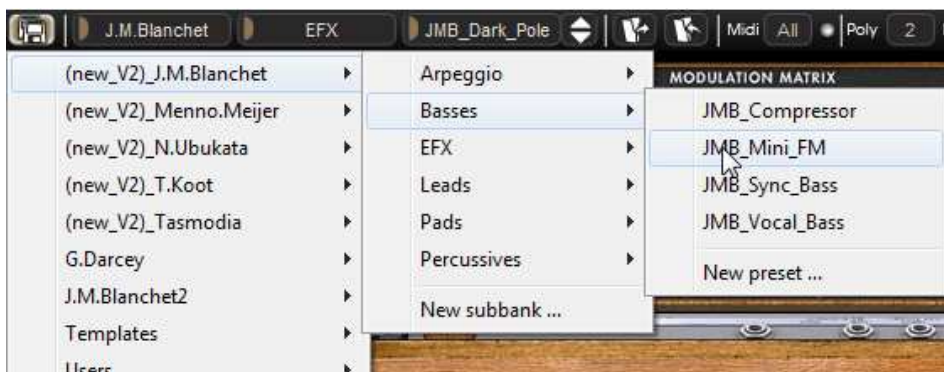 J.M.Blanchet EFX JMB_Dark_Pole Midi All Poly 2
MODULATION MATRIX
(new_V2)_J.M.Blanchet
(new_V2)_Menno.Meijer
(new_V2)_N.Ubukata
(new_V2)_T.Koot
(new_V2)_Tasmodia
G.Darcey
J.M.Blanchet2
Templates
Users
Arpeggio
Basses
EFX
Leads
Pads
Percussives
New subbank ...
JMB_Compressor
JMB_Mini_FM
JMB_Sync_Bass
JMB_Vocal_Bass
New preset ...